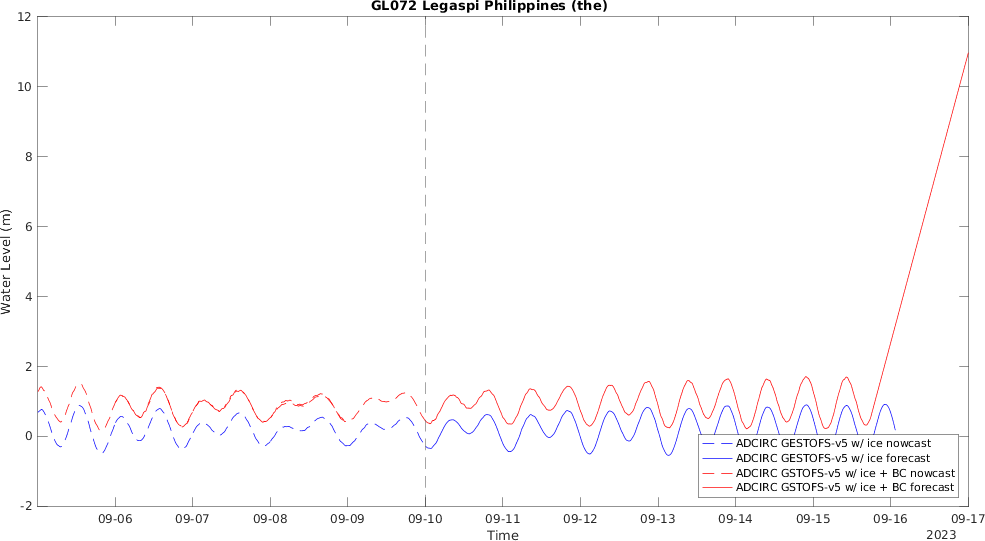 GL072 Legaspi Philippines (the)
12
10
8
6
4
2
0
-2
Water Level (m)
ADCIRC GESTOFS-v5 w/ ice nowcast
ADCIRC GESTOFS-v5 w/ ice forecast
ADCIRC GSTOFS-v5 w/ ice + BC nowcast
ADCIRC GSTOFS-v5 w/ ice + BC forecast
09-06 09-07 09-08 09-09 09-10 09-11 09-12 09-13 09-14 09-15 09-16 09-17
Time
2023